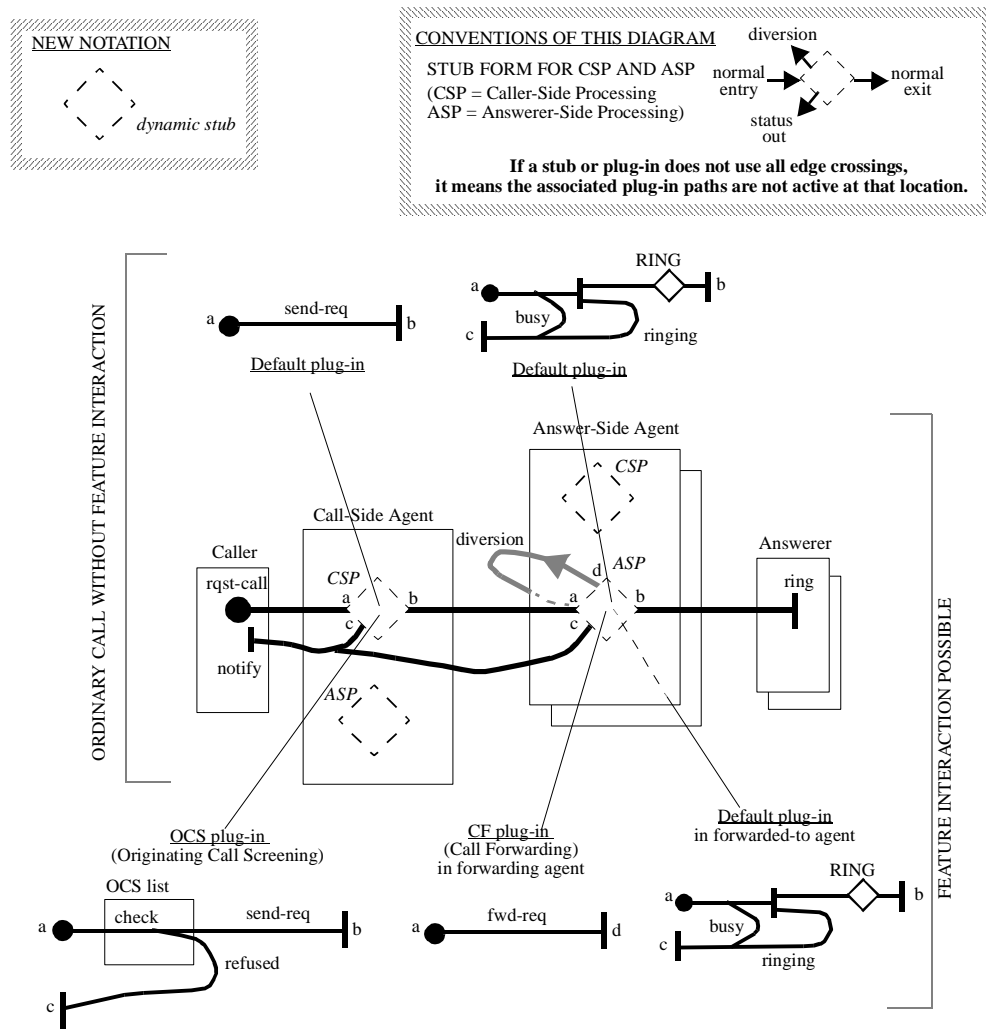 NEW NOTATION
dynamic stub
CONVENTIONS OF THIS DIAGRAM
STUB FORM FOR CSP AND ASP
(CSP = Caller-Side Processing
ASP = Answerer-Side Processing)
diversion
normal
entry
normal
exit
status
out
If a stub or plug-in does not use all edge crossings,
it means the associated plug-in paths are not active at that location.
ORDINARY CALL WITHOUT FEATURE INTERACTION
a
send-req
b
Default plug-in
RING
a
b
busy
c
ringing
Default plug-in
Answer-Side Agent
CSP
Call-Side Agent
diversion
ASP
d
Caller
Answerer
rqst-call
CSP
a
b
c
a
b
c
ring
notify
ASP
FEATURE INTERACTION POSSIBLE
OCS plug-in
(Originating Call Screening)
CF plug-in
(Call Forwarding)
in forwarding agent
Default plug-in
in forwarded-to agent
OCS list
a
check
send-req
b
refused
c
a
fwd-req
d
RING
a
b
busy
c
ringing